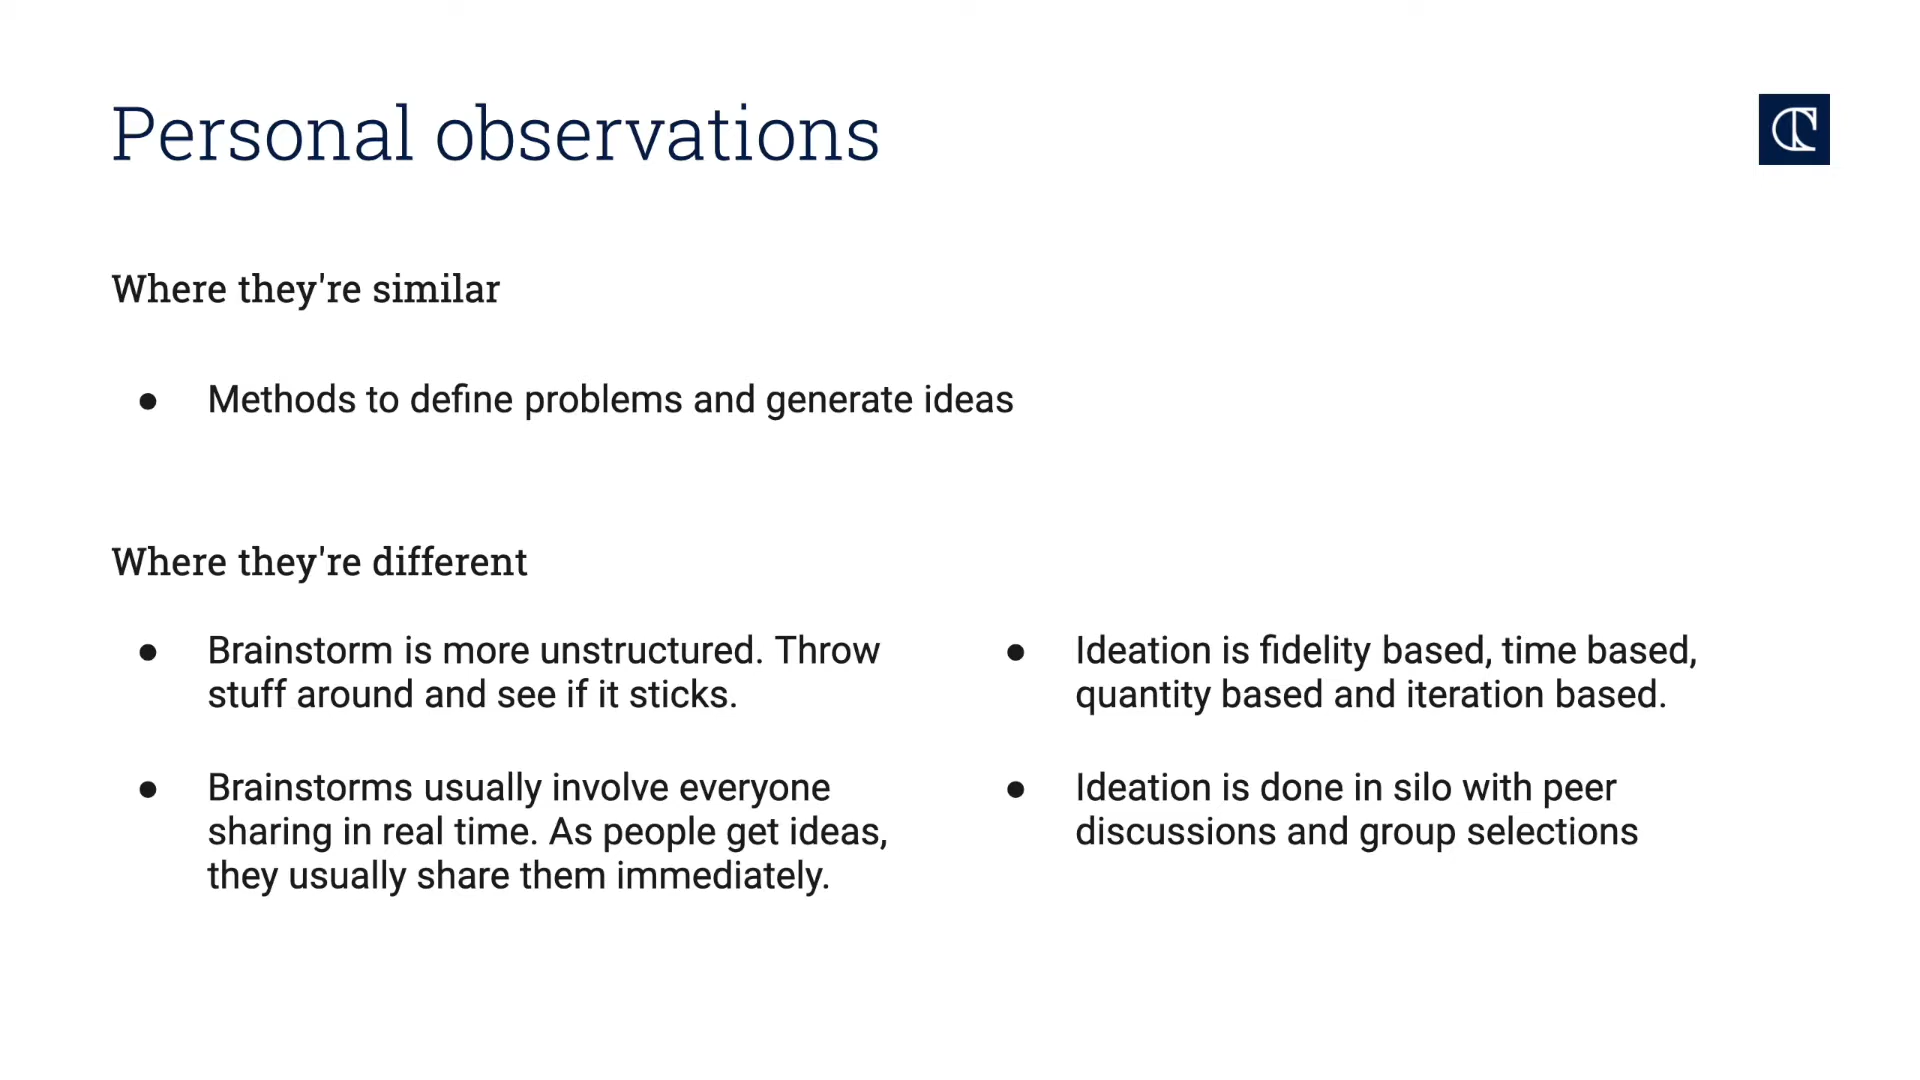 Personal observations
Where they're similar
● Methods to define problems and generate ideas
Where they're different
● Brainstorm is more unstructured. Throw
stuff around and see if it sticks.
● Brainstorms usually involve everyone
sharing in real time. As people get ideas,
they usually share them immediately.
● Ideation is fidelity based, time based,
quantity based and iteration based.
● Ideation is done in silo with peer
discussions and group selections